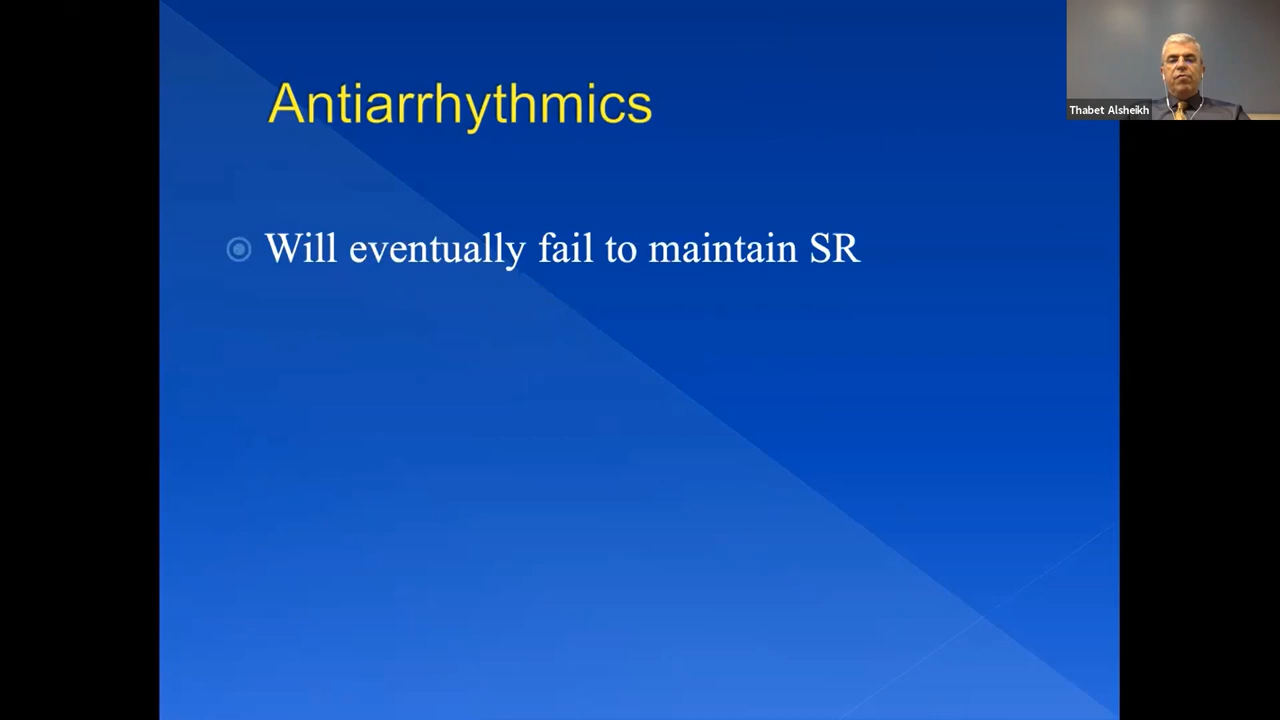 Antiarrhythmics
Will eventually fail to maintain SR
Thabet Alsheikh